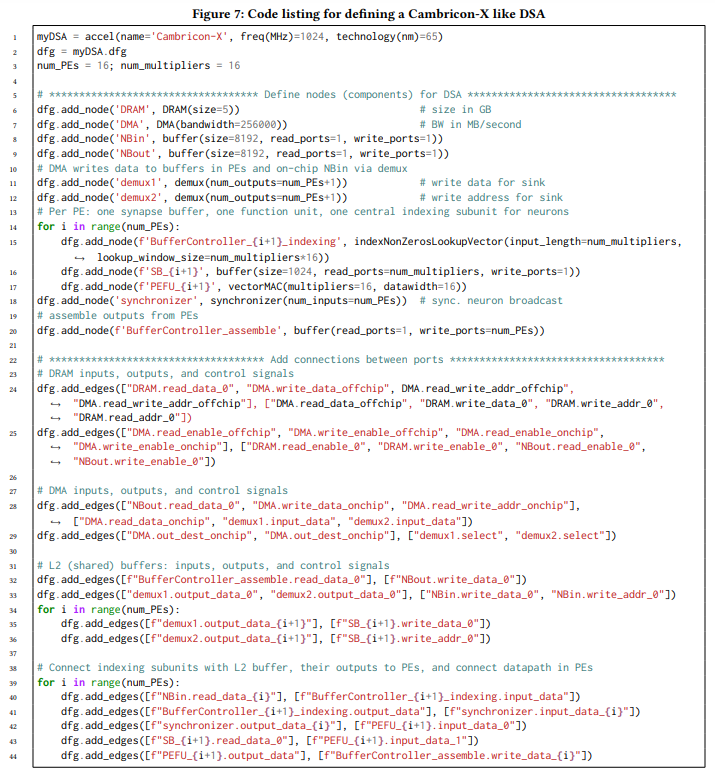 Figure 7: Code listing for defining a Cambricon-X like DSA
1 myDSA = accel(name='Cambricon-X', freq(MHz)=1024, technology(nm)=65)
2 dfg = myDSA.dfg
3 num_PEs = 16; num_multipliers = 16
4
5 # ********************************* Define nodes (components) for DSA *********************************
6 dfg.add_node('DRAM', DRAM(size=5)) # size in GB
7 dfg.add_node('DMA', DMA(bandwidth=256000)) # BW in MB/second
8 dfg.add_node('NBin', buffer(size=8192, read_ports=1, write_ports=1))
9 dfg.add_node('NBout', buffer(size=8192, read_ports=1, write_ports=1))
10 # DMA writes data to buffers in PEs and on-chip NBin via demux
11 dfg.add_node('demux1', demux(num_outputs=num_PEs+1)) # write data for sink
12 dfg.add_node('demux2', demux(num_outputs=num_PEs+1)) # write address for sink
13 # Per PE: one synapse buffer, one function unit, one central indexing subunit for neurons
14 for i in range(num_PEs):
15 dfg.add_node(f'BufferController_{i+1}_indexing', indexNonZerosLookupVector(input_length=num_multipliers,
↪ lookup_window_size=num_multipliers*16))
16 dfg.add_node(f'SB_{i+1}', buffer(size=1024, read_ports=num_multipliers, write_ports=1))
17 dfg.add_node(f'PEFU_{i+1}', vectorMAC(multipliers=16, datawidth=16))
18 dfg.add_node('synchronizer', synchronizer(num_inputs=num_PEs)) # sync. neuron broadcast
19 # assemble outputs from PEs
20 dfg.add_node(f'BufferController_assemble', buffer(read_ports=1, write_ports=num_PEs))
21
22 # ********************************** Add connections between ports **********************************
23 # DRAM inputs, outputs, and control signals
24 dfg.add_edges(["DRAM.read_data_0", "DMA.write_data_offchip", DMA.read_write_addr_offchip",
↪ "DMA.read_write_addr_offchip"], ["DMA.read_data_offchip", "DRAM.write_data_0", "DRAM.write_addr_0",
↪ "DRAM.read_addr_0"])
25 dfg.add_edges(["DMA.read_enable_offchip", "DMA.write_enable_offchip", "DMA.read_enable_onchip",
↪ "DMA.write_enable_onchip"], ["DRAM.read_enable_0", "DRAM.write_enable_0", "NBout.read_enable_0",
↪ "NBout.write_enable_0"])
26
27 # DMA inputs, outputs, and control signals
28 dfg.add_edges(["NBout.read_data_0", "DMA.write_data_onchip", "DMA.read_write_addr_onchip"],
↪ ["DMA.read_data_onchip", "demux1.input_data", "demux2.input_data"])
29 dfg.add_edges(["DMA.out_dest_onchip", "DMA.out_dest_onchip"], ["demux1.select", "demux2.select"])
30
31 # L2 (shared) buffers: inputs, outputs, and control signals
32 dfg.add_edges([f"BufferController_assemble.read_data_0"], [f"NBout.write_data_0"])
33 dfg.add_edges(["demux1.output_data_0", "demux2.output_data_0"], ["NBin.write_data_0", "NBin.write_addr_0"])
34 for i in range(num_PEs):
35 dfg.add_edges([f"demux1.output_data_{i+1}"], [f"SB_{i+1}.write_data_0"])
36 dfg.add_edges([f"demux2.output_data_{i+1}"], [f"SB_{i+1}.write_addr_0"])
37
38 # Connect indexing subunits with L2 buffer, their outputs to PEs, and connect datapath in PEs
39 for i in range(num_PEs):
40 dfg.add_edges([f"NBin.read_data_{i}"], [f"BufferController_{i+1}_indexing.input_data"])
41 dfg.add_edges([f"BufferController_{i+1}_indexing.output_data"], [f"synchronizer.input_data_{i}"])
42 dfg.add_edges([f"synchronizer.output_data_{i}"], [f"PEFU_{i+1}.input_data_0"])
43 dfg.add_edges([f"SB_{i+1}.read_data_0"], [f"PEFU_{i+1}.input_data_1"])
44 dfg.add_edges([f"PEFU_{i+1}.output_data"], [f"BufferController_assemble.write_data_{i}"])